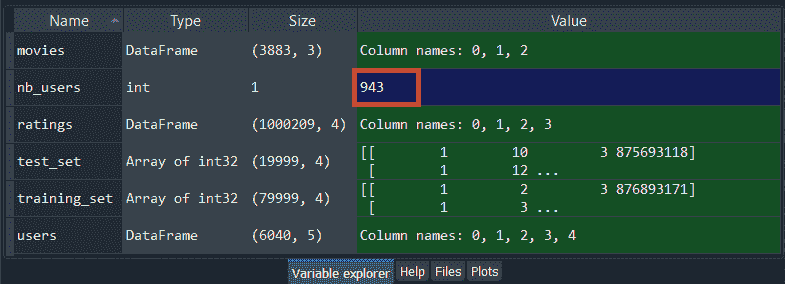 Name Type Size Value
movies DataFrame (3883, 3) Column names: 0, 1, 2
nb_users int 1 943
ratings DataFrame (1000209, 4) Column names: 0, 1, 2, 3
test_set Array of int32 (19999, 4) [[ 1 10 3 875693118]
[ 1 12 ...
training_set Array of int32 (79999, 4) [[ 1 2 3 876893171]
[ 1 3 ...
users DataFrame (6040, 5) Column names: 0, 1, 2, 3, 4
Variable explorer Help Files Plots